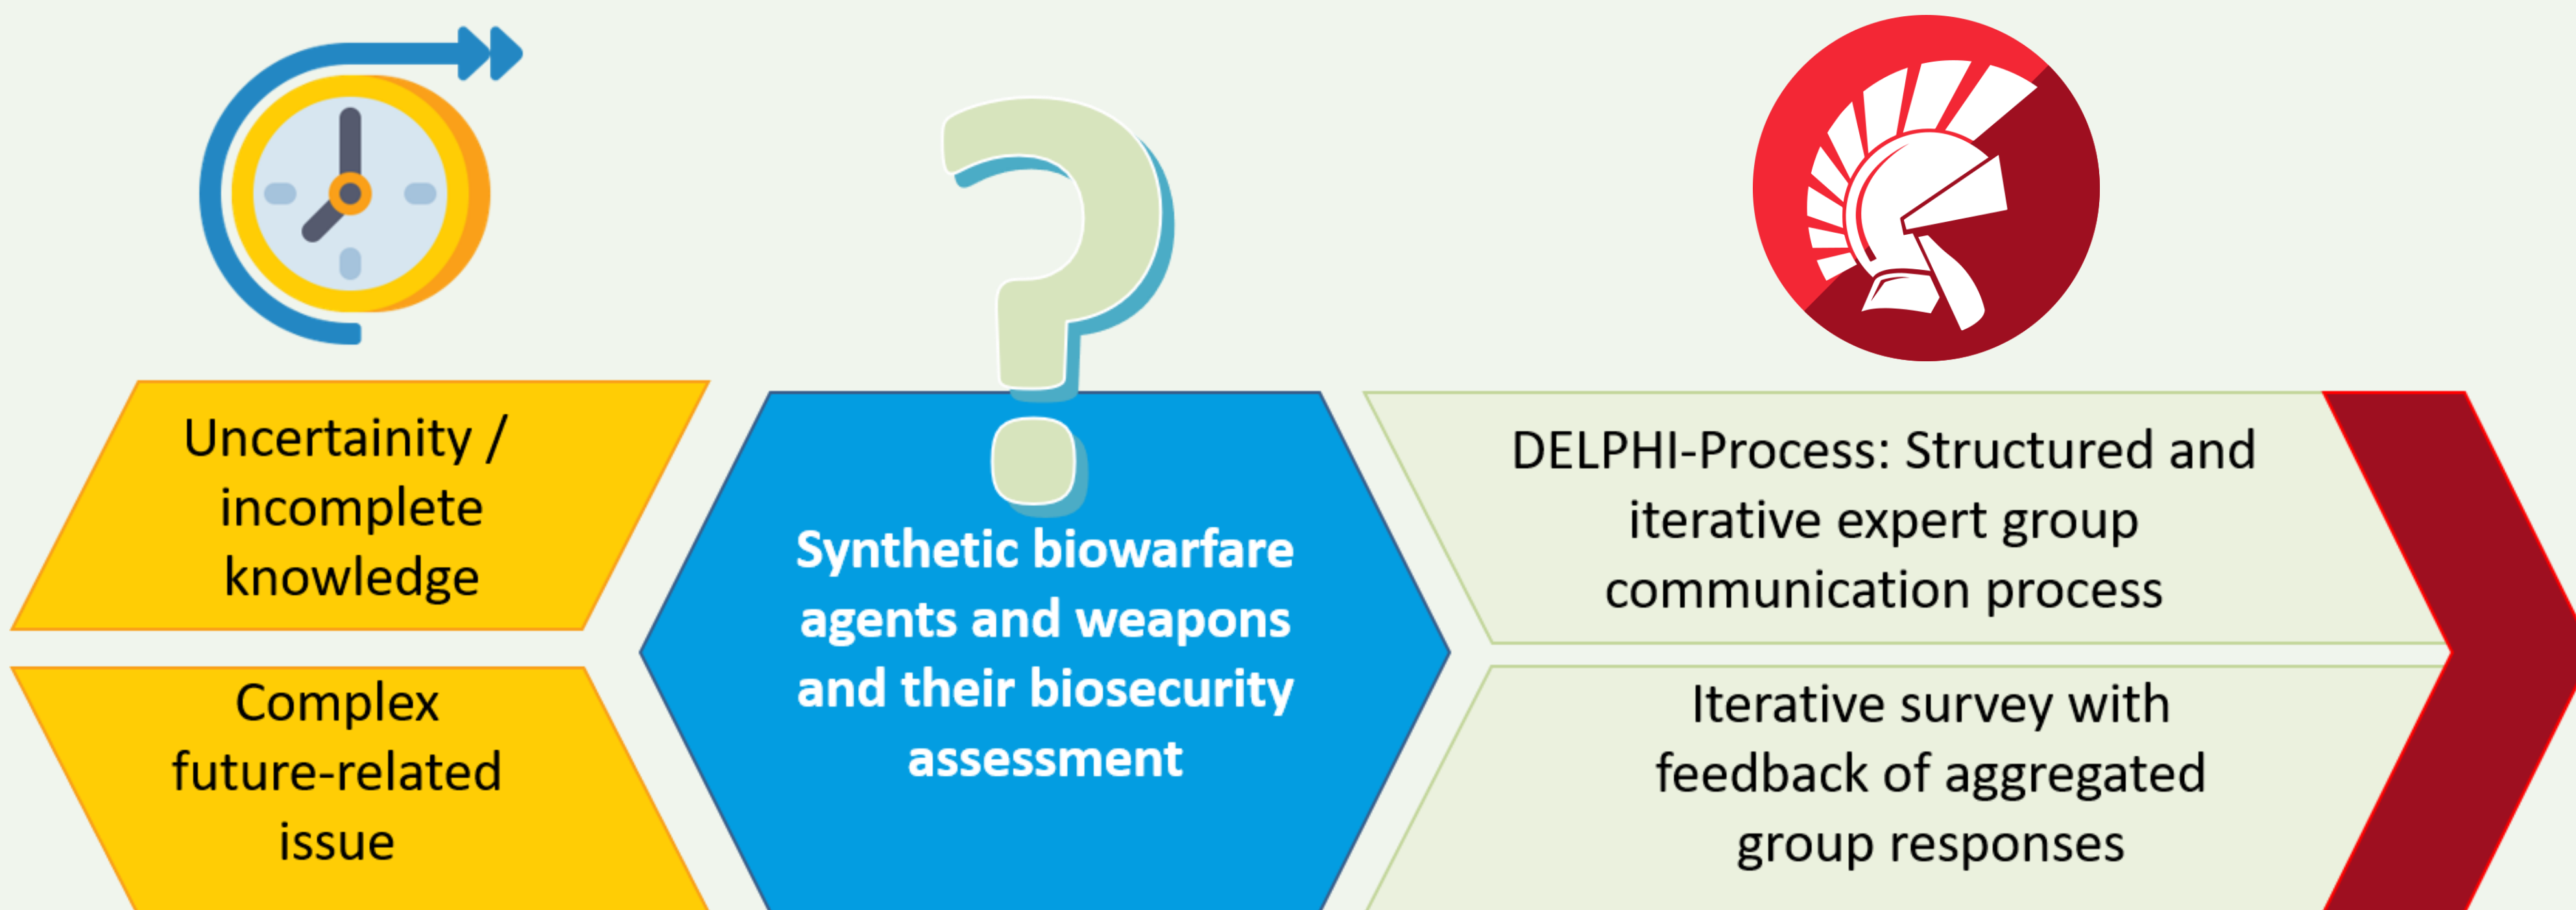 Uncertainity /
incomplete
knowledge
Complex
future-related
issue
?
Synthetic biowarfare
agents and weapons
and their biosecurity
assessment
DELPHI-Process: Structured and
iterative expert group
communication process
Iterative survey with
feedback of aggregated
group responses